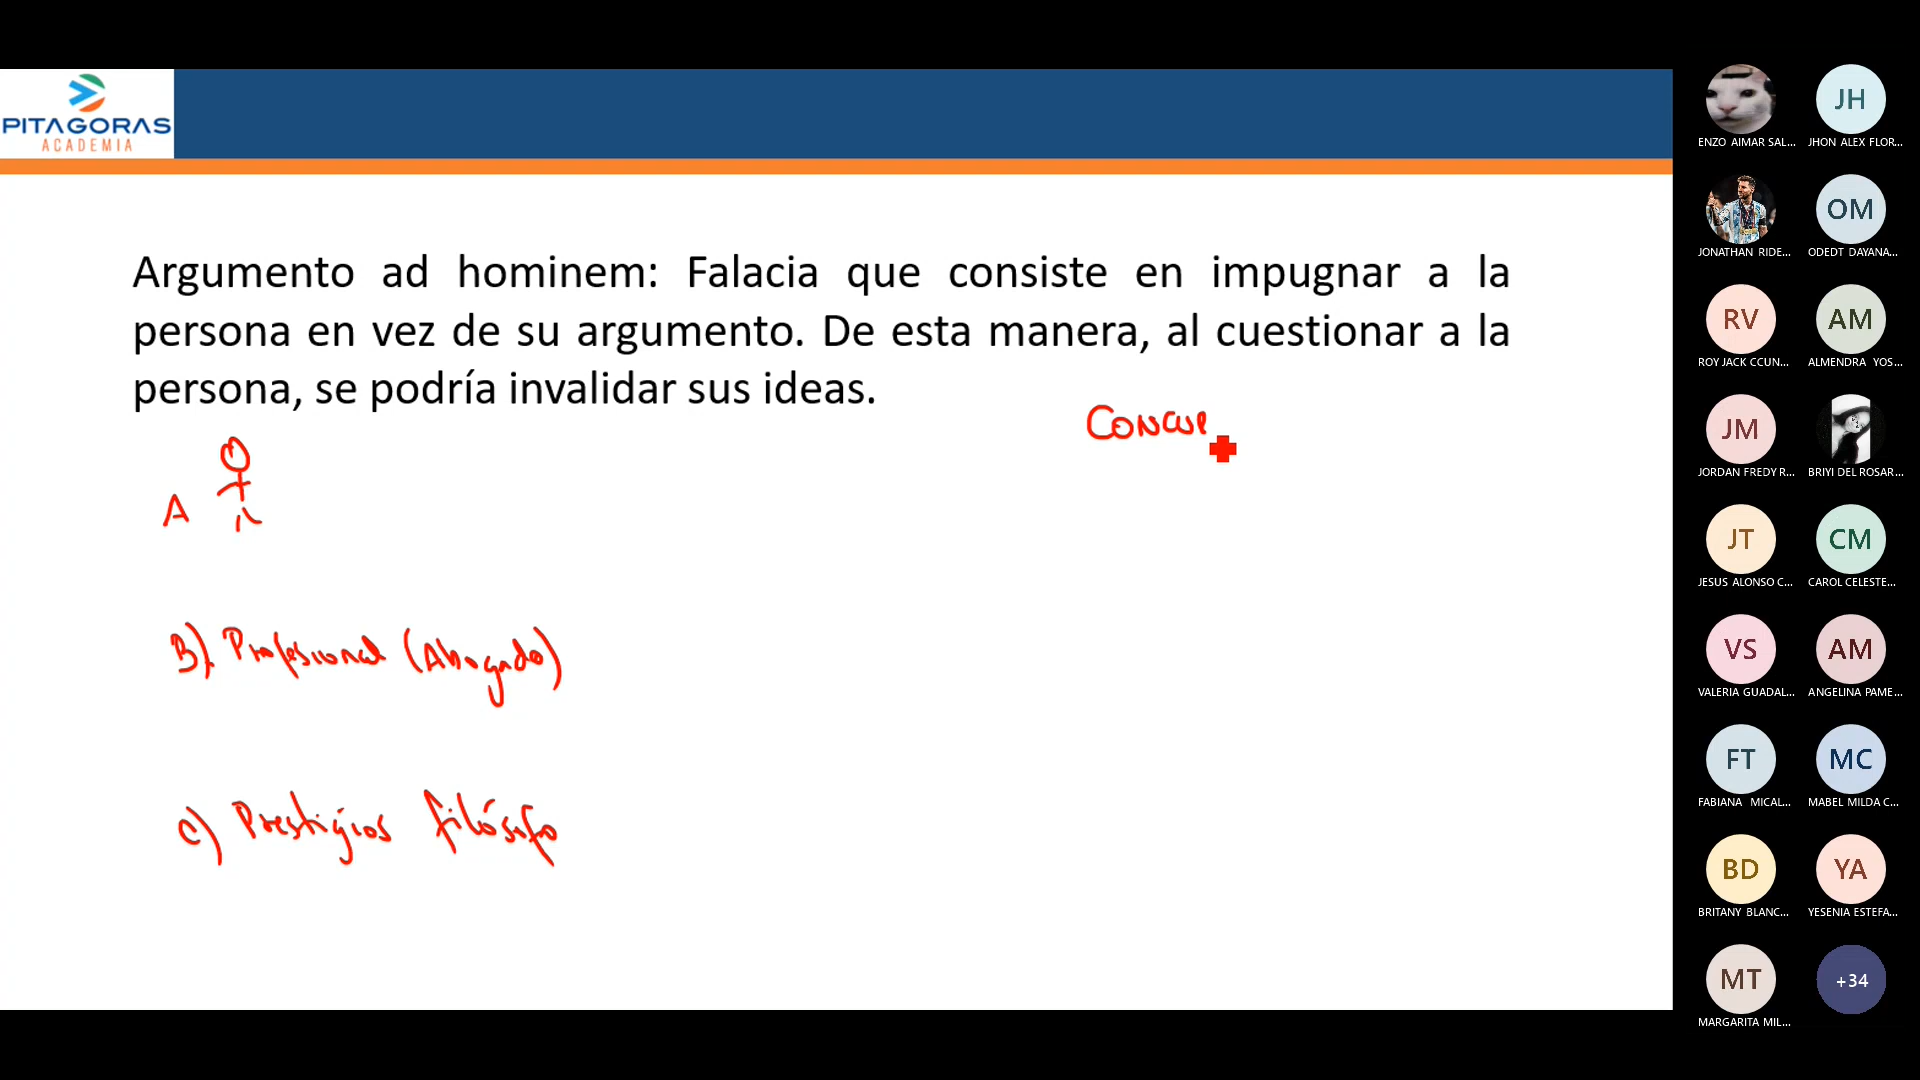 PITAGORAS
ACADEMIA
Argumento ad hominem: Falacia que consiste en impugnar a la
persona en vez de su argumento. De esta manera, al cuestionar a la
persona, se podría invalidar sus ideas.
Concup
A
B) Profesional (Abogado)
C) Prestigios filósofo
JH
ENZO AIMAR SAL...
JHON ALEX FLOR...
OM
JONATHAN RIDE...
ODEDT DAYANA...
RV
AM
ROY JACK CCUN...
ALMENDRA YOS...
JM
JORDAN FREDY R...
BRIYI DEL ROSAR...
JT
CM
JESUS ALONSO C...
CAROL CELESTE...
VS
AM
VALERIA GUADAL...
ANGELINA PAME...
FT
MC
FABIANA MICAL...
MABEL MILDA C...
BD
YA
BRITANY BLANC...
YESENIA ESTEFA...
MT
+34
MARGARITA MIL...